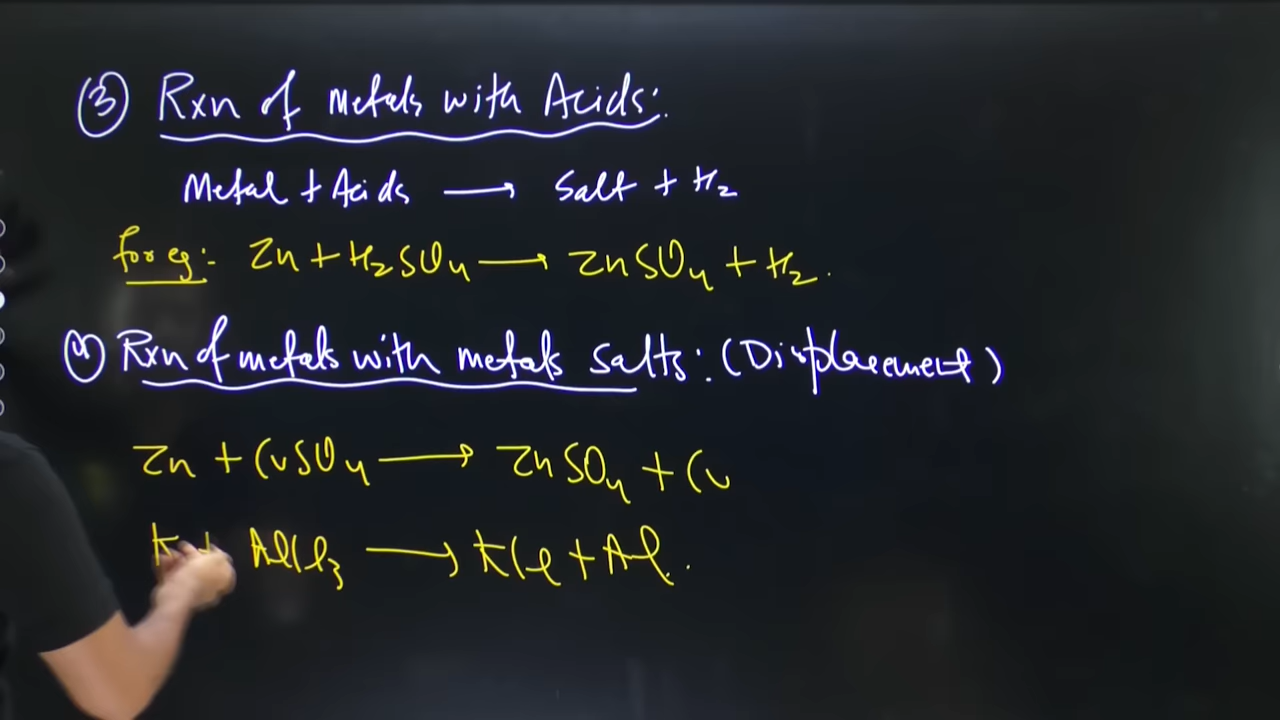 ③ Rxn of metals with Acids:
Metal + Acids ⟶ Salt + H₂
for eg:- Zn + H₂SO₄ ⟶ ZnSO₄ + H₂.
④ Rxn of metals with metals salts: (Displacement)
Zn + CuSO₄ ⟶ ZnSO₄ + Cu
K + AlCl₃ ⟶ KCl + Al.